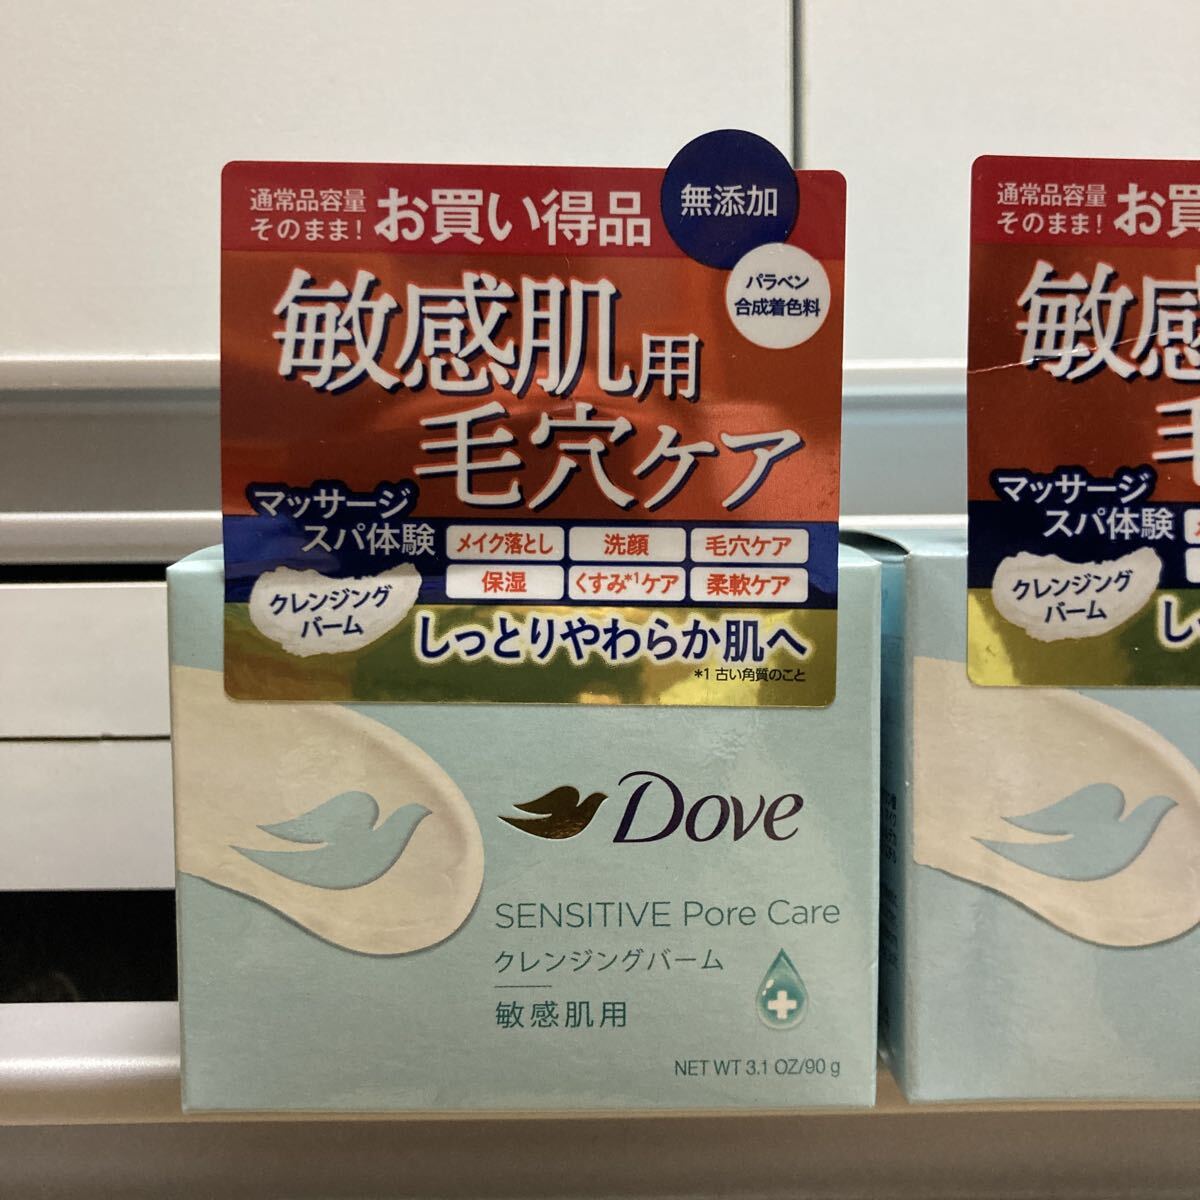 通常品容量
そのまま!
お買い得品
無添加
パラベン
合成着色料
敏感肌用
毛穴ケア
マッサージ
スパ体験
メイク落とし
洗顔
毛穴ケア
保湿
くすみ*1ケア
柔軟ケア
クレンジング
バーム
しっとりやわらか肌へ
*1 古い角質のこと
Dove
SENSITIVE Pore Care
クレンジングバーム
敏感肌用
NET WT 3.1 OZ/90 g
通常品容量
そのまま!
お買
敏感
毛
マッサージ
スパ体験
クレンジング
バーム
し